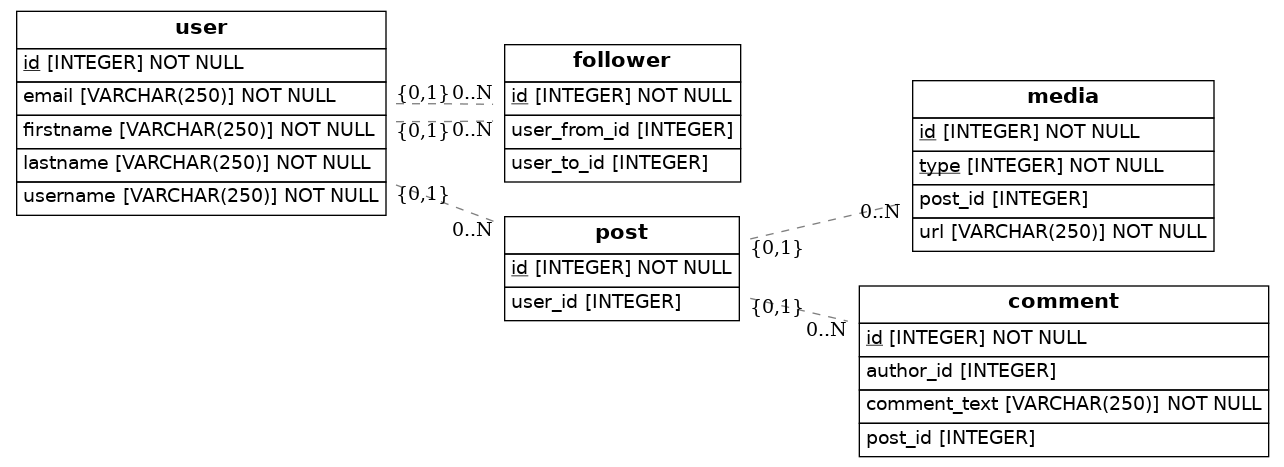 user
id [INTEGER] NOT NULL
email [VARCHAR(250)] NOT NULL
firstname [VARCHAR(250)] NOT NULL
lastname [VARCHAR(250)] NOT NULL
username [VARCHAR(250)] NOT NULL
{0,1} 0..N
{0,1} 0..N
{0,1}
0..N
follower
id [INTEGER] NOT NULL
user_from_id [INTEGER]
user_to_id [INTEGER]
post
id [INTEGER] NOT NULL
user_id [INTEGER]
0..N
{0,1}
{0,1}
0..N
media
id [INTEGER] NOT NULL
type [INTEGER] NOT NULL
post_id [INTEGER]
url [VARCHAR(250)] NOT NULL
comment
id [INTEGER] NOT NULL
author_id [INTEGER]
comment_text [VARCHAR(250)] NOT NULL
post_id [INTEGER]